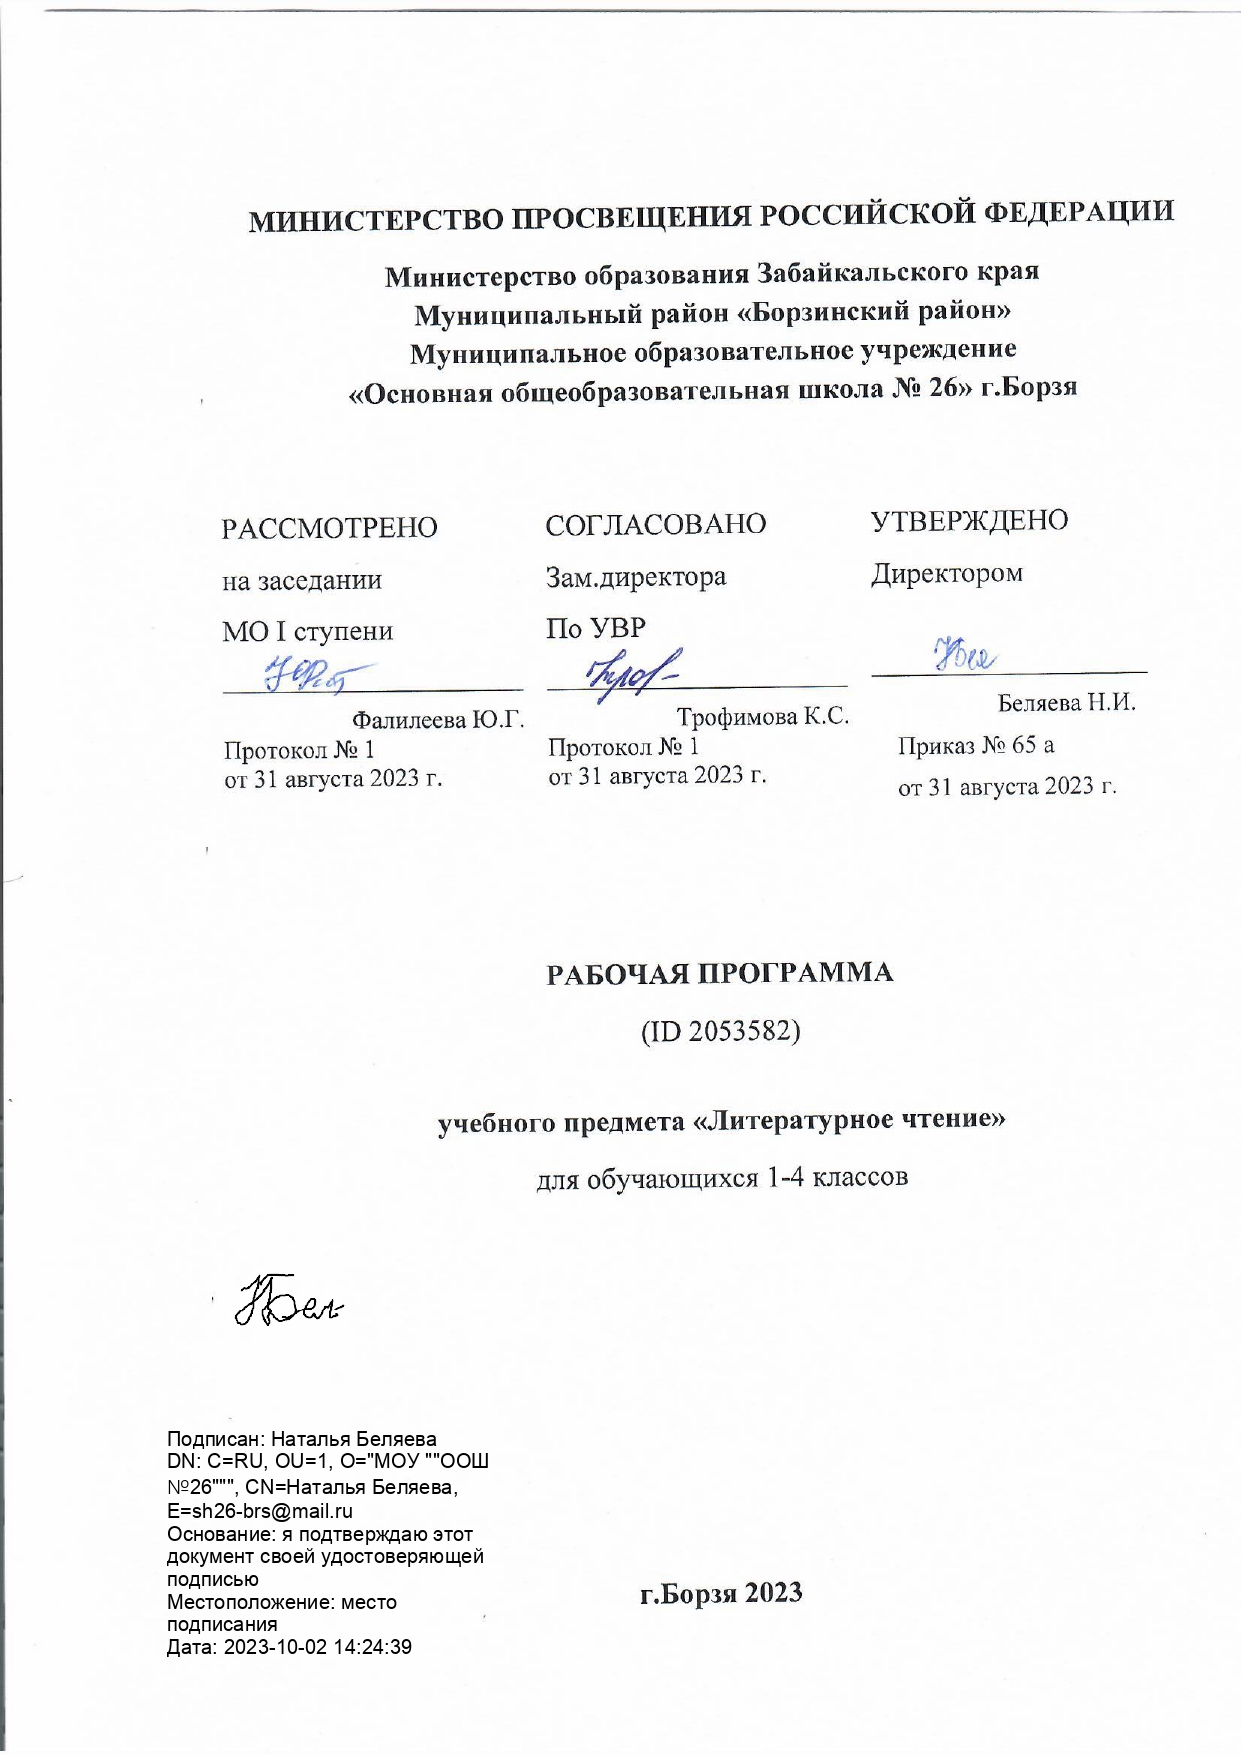 МИНИСТЕРСТВО ПРОСВЕЩЕНИЯ РОССИЙСКОЙ ФЕДЕРАЦИИ
Министерство образования Забайкальского края
Муниципальный район «Борзинский район»
Муниципальное образовательное учреждение
«Основная общеобразовательная школа № 26» г.Борзя
РАССМОТРЕНО
на заседании
МО I ступени
Фалилеева Ю.Г.
Протокол № 1
от 31 августа 2023 г.
СОГЛАСОВАНО
Зам.директора
По УВР
Трофимова К.С.
Протокол № 1
от 31 августа 2023 г.
УТВЕРЖДЕНО
Директором
Беляева Н.И.
Приказ № 65 а
от 31 августа 2023 г.
РАБОЧАЯ ПРОГРАММА
(ID 2053582)
учебного предмета «Литературное чтение»
для обучающихся 1-4 классов
Подписан: Наталья Беляева
DN: C=RU, OU=1, O="МОУ ""ООШ
№26""", CN=Наталья Беляева,
E=sh26-brs@mail.ru
Основание: я подтверждаю этот
документ своей удостоверяющей
подписью
Местоположение: место
подписания
Дата: 2023-10-02 14:24:39
г.Борзя 2023